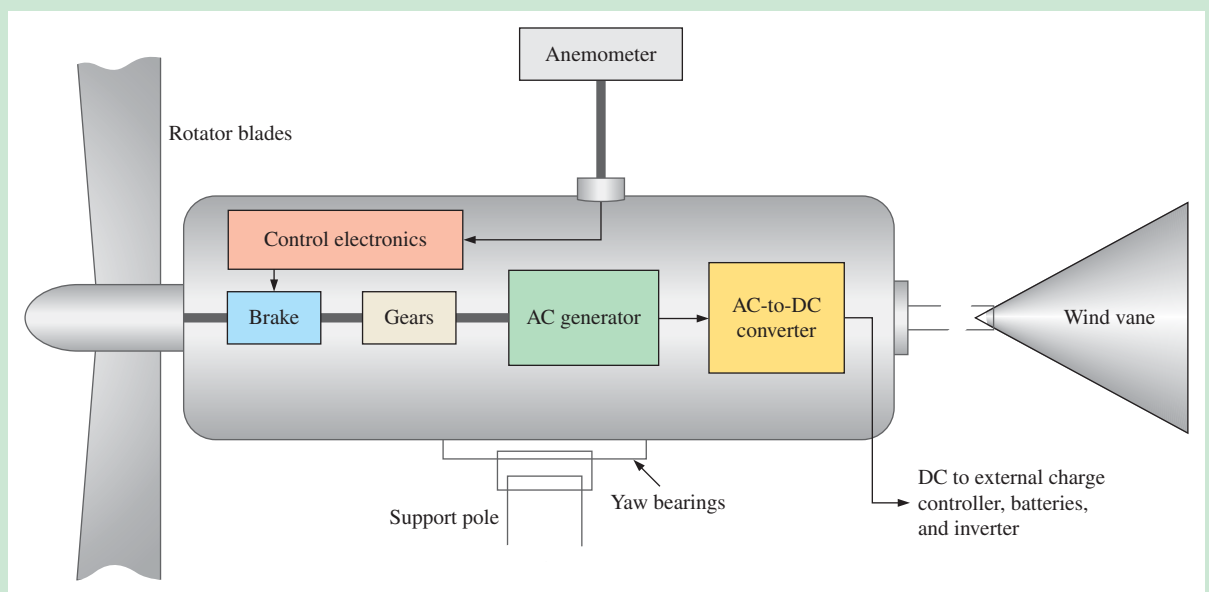 Anemometer
Rotator blades
Control electronics
Brake
Gears
AC generator
AC-to-DC
converter
Wind vane
Yaw bearings
Support pole
DC to external charge
controller, batteries,
and inverter